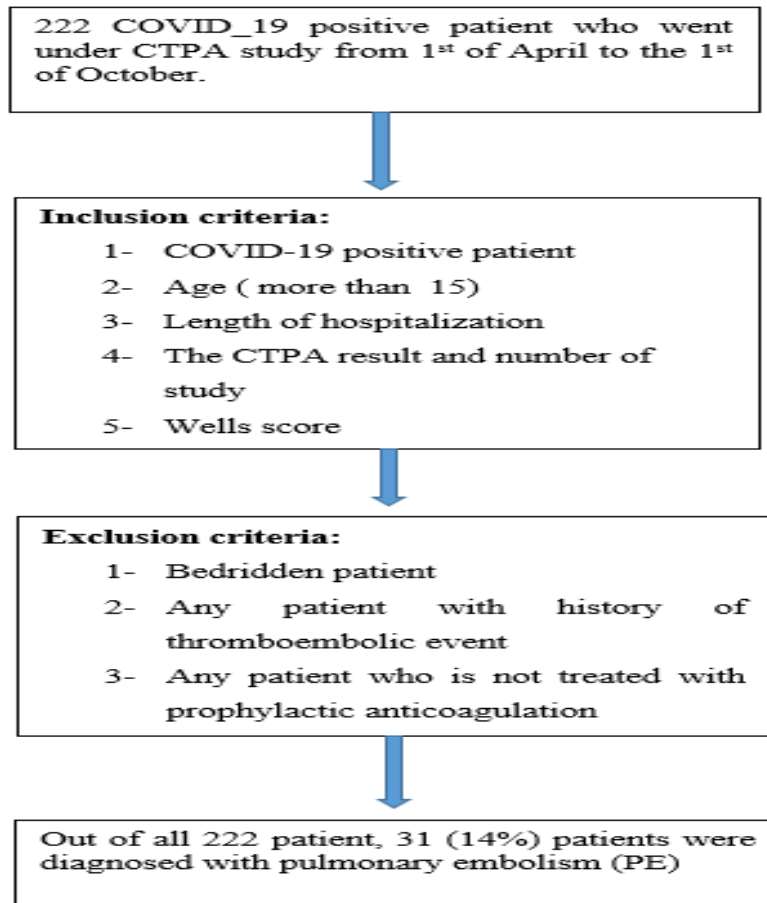 222 COVID_19 positive patient who went
under CTPA study from 1st of April to the 1st
of October.
Inclusion criteria:
1- COVID-19 positive patient
2- Age ( more than 15)
3- Length of hospitalization
4- The CTPA result and number of
study
5- Wells score
Exclusion criteria:
1- Bedridden patient
2- Any patient with history of
thromboembolic event
3- Any patient who is not treated with
prophylactic anticoagulation
Out of all 222 patient, 31 (14%) patients were
diagnosed with pulmonary embolism (PE)